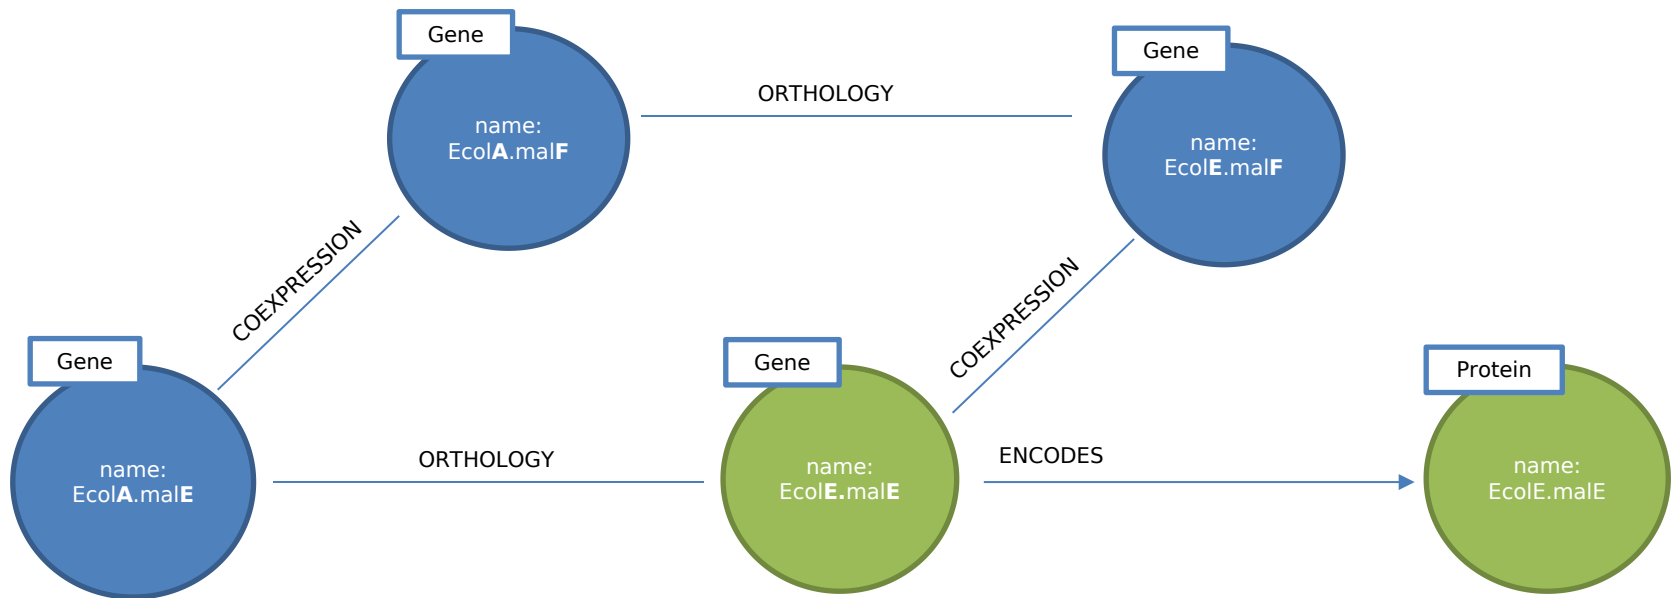 Gene
name:
EcolA.malF
ORTHOLOGY
Gene
name:
EcolE.malF
COEXPRESSION
COEXPRESSION
Gene
name:
EcolA.malE
ORTHOLOGY
Gene
name:
EcolE.malE
ENCODES
Protein
name:
EcolE.malE